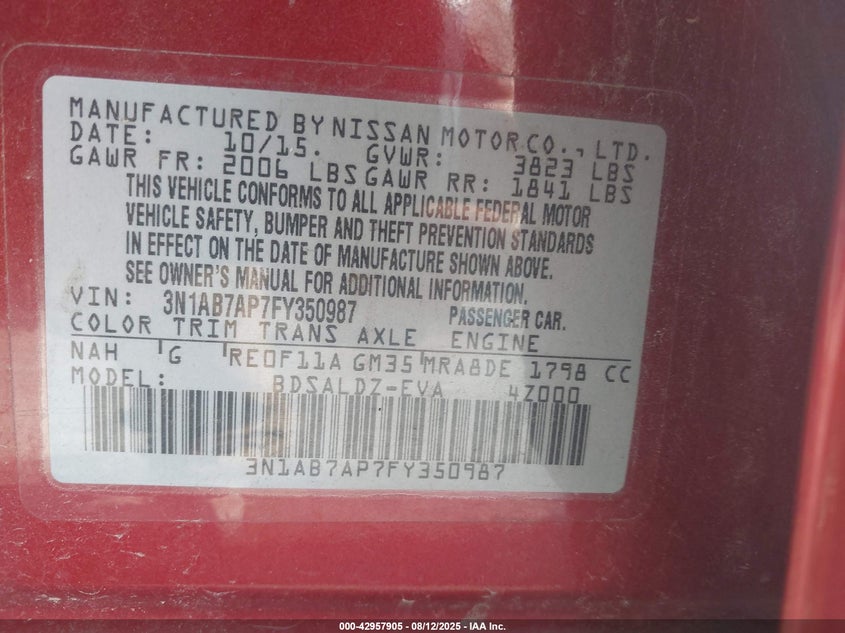 MANUFACTURED BY NISSAN MOTOR CO., LTD.
DATE: 10/15. GVWR: 3823 LBS
GAWR FR: 2006 LBS GAWR RR: 1841 LBS
THIS VEHICLE CONFORMS TO ALL APPLICABLE FEDERAL MOTOR
VEHICLE SAFETY, BUMPER AND THEFT PREVENTION STANDARDS
IN EFFECT ON THE DATE OF MANUFACTURE SHOWN ABOVE.
SEE OWNER'S MANUAL FOR ADDITIONAL INFORMATION.
VIN: 3N1AB7AP7FY350987 PASSENGER CAR.
COLOR TRIM TRANS AXLE ENGINE
NAH G RE0F11A GM35 MRA8DE 1798 CC
MODEL: BDSALDZ-EVA 4Z000
3N1AB7AP7FY350987
000-42957905 - 08/12/2025 - IAA Inc.